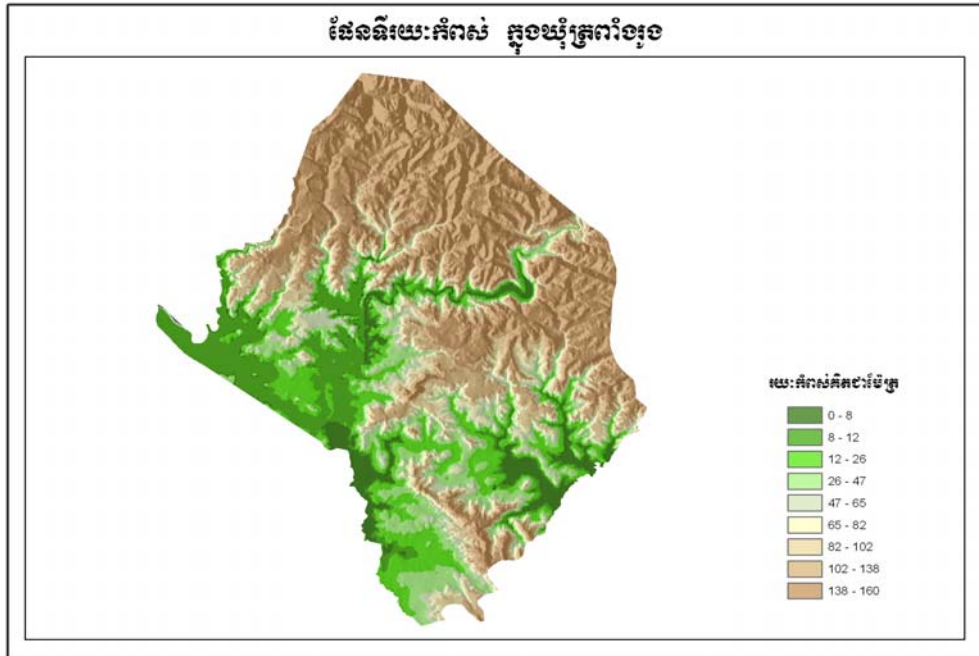 ផែនទីរយៈកំពស់ ក្នុងឃុំត្រពាំងរូង
រយៈកំពស់គិតជាម៉ែត្រ
0 - 8
8 - 12
12 - 26
26 - 47
47 - 65
65 - 82
82 - 102
102 - 138
138 - 160